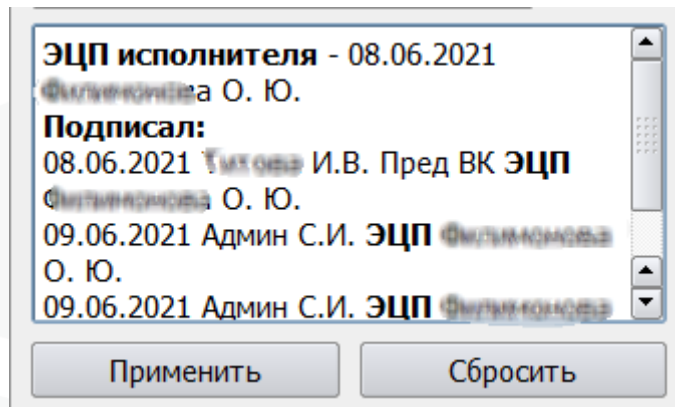 ЭЦП исполнителя - 08.06.2021
О. Ю.
Подписал:
08.06.2021 И.В. Пред ВК ЭЦП
О. Ю.
09.06.2021 Админ С.И. ЭЦП
О. Ю.
09.06.2021 Админ С.И. ЭЦП
Применить
Сбросить